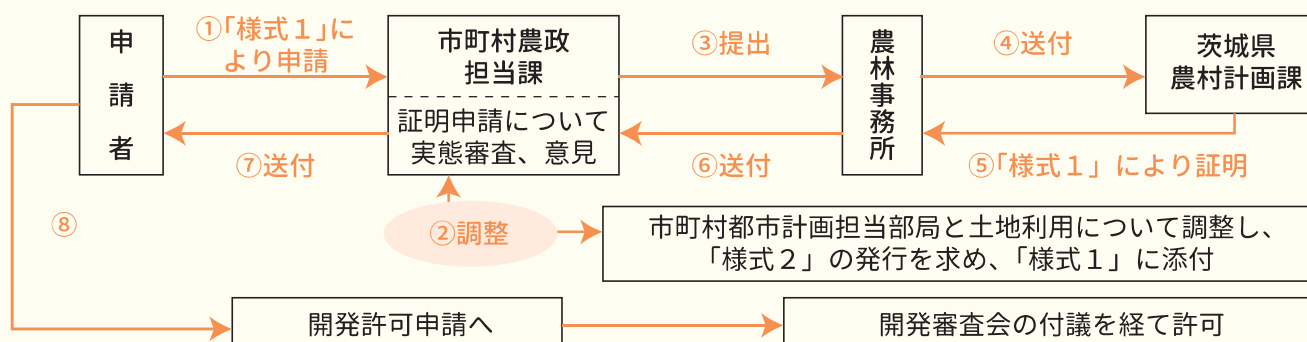 申請者
①「様式１」に
より申請
市町村農政
担当課
証明申請について
実態審査、意見
③提出
農林事務所
④送付
茨城県
農村計画課
⑦送付
⑥送付
⑤「様式１」により証明
⑧
②調整
市町村都市計画担当部局と土地利用について調整し、
「様式２」の発行を求め、「様式１」に添付
開発許可申請へ
開発審査会の付議を経て許可